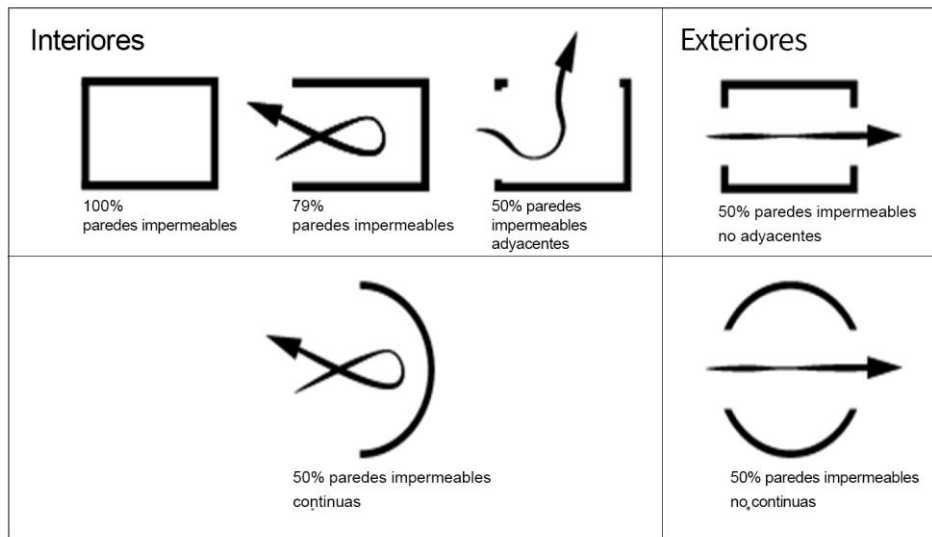 Interiores
Exteriores
100%
paredes impermeables
79%
paredes impermeables
50% paredes
impermeables
adyacentes
50% paredes impermeables
no adyacentes
50% paredes impermeables
continuas
50% paredes impermeables
no continuas